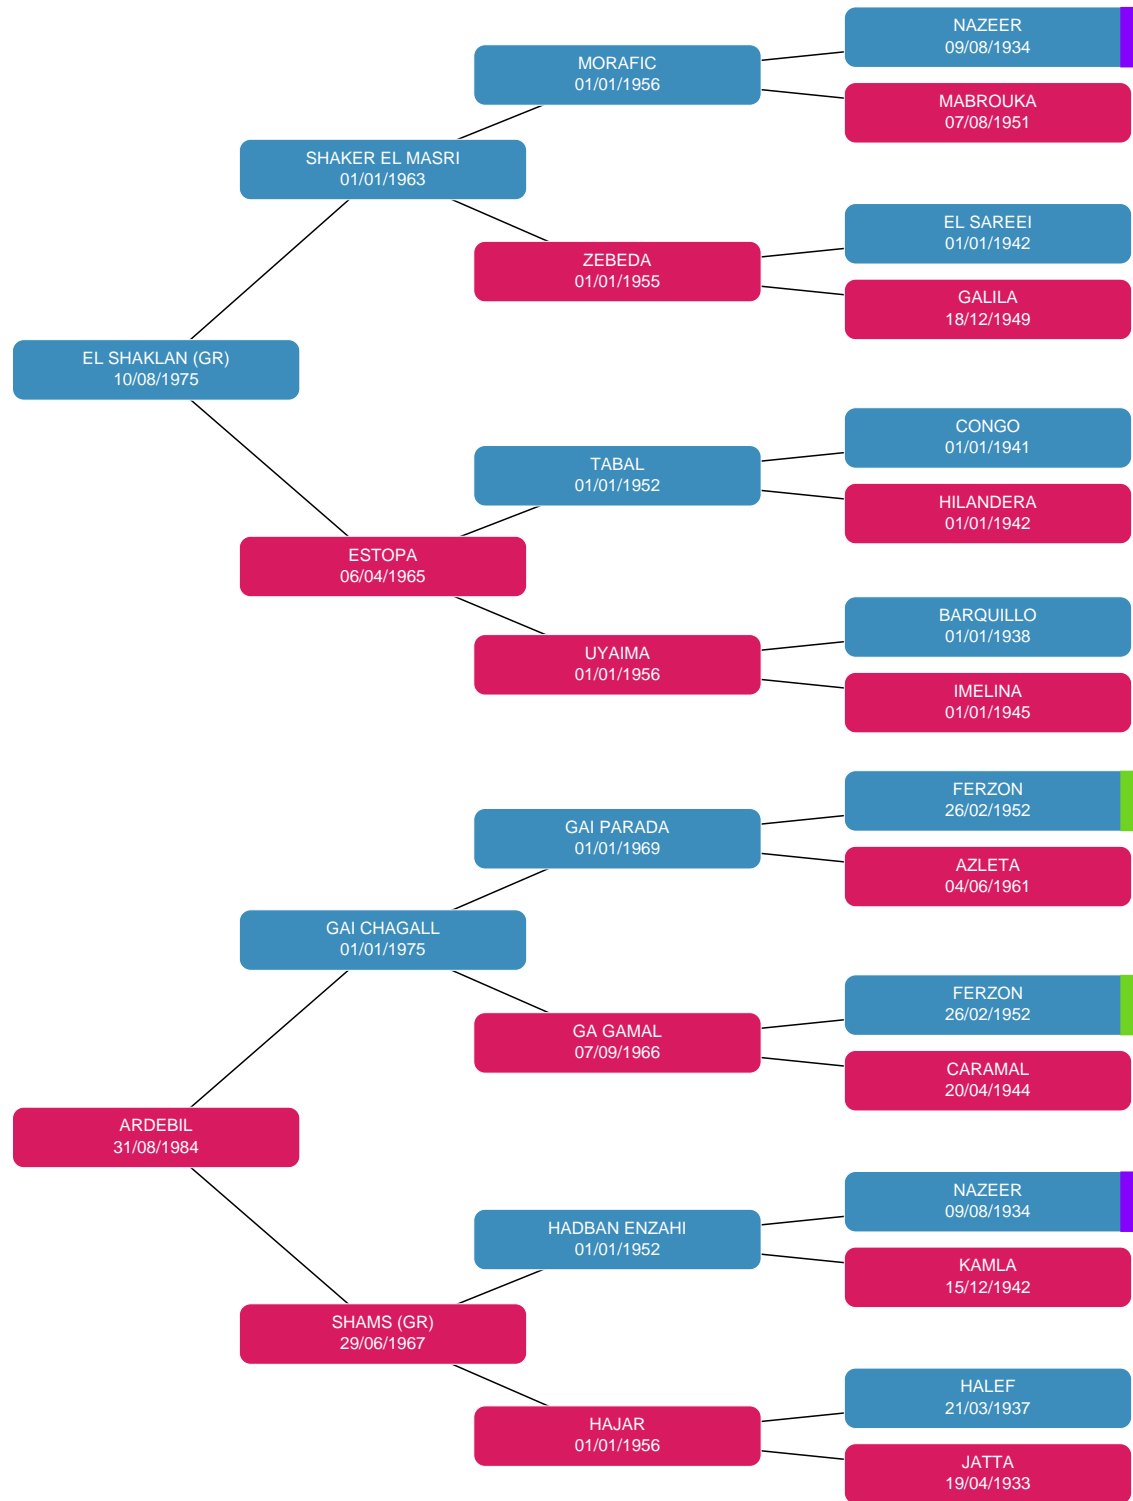 NAZEER
09/08/1934
MORAFIC
01/01/1956
MABROUKA
07/08/1951
SHAKER EL MASRI
01/01/1963
EL SAREEI
01/01/1942
ZEBEDA
01/01/1955
GALILA
18/12/1949
EL SHAKLAN (GR)
10/08/1975
CONGO
01/01/1941
TABAL
01/01/1952
HILANDERA
01/01/1942
ESTOPA
06/04/1965
BARQUILLO
01/01/1938
UYAIMA
01/01/1956
IMELINA
01/01/1945
FERZON
26/02/1952
GAI PARADA
01/01/1969
AZLETA
04/06/1961
GAI CHAGALL
01/01/1975
FERZON
26/02/1952
GA GAMAL
07/09/1966
CARAMAL
20/04/1944
ARDEBIL
31/08/1984
NAZEER
09/08/1934
HADBAN ENZAHI
01/01/1952
KAMLA
15/12/1942
SHAMS (GR)
29/06/1967
HALEF
21/03/1937
HAJAR
01/01/1956
JATTA
19/04/1933